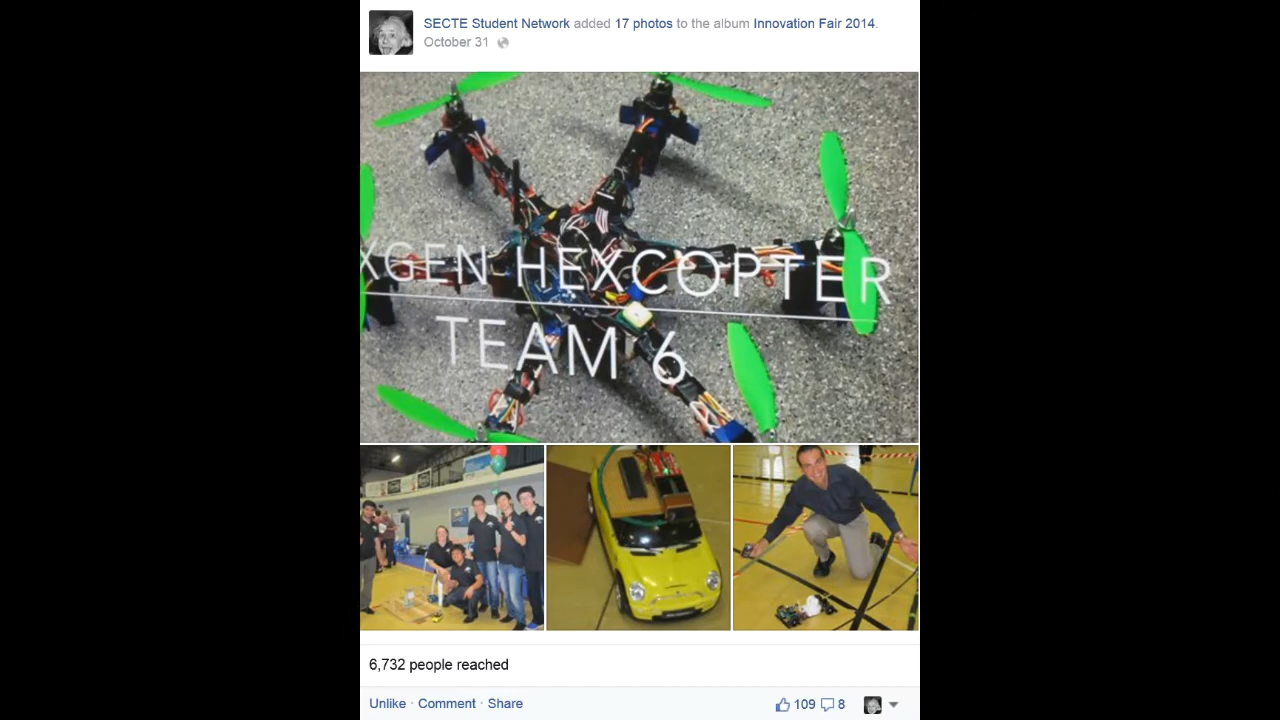 SECTE Student Network added 17 photos to the album Innovation Fair 2014.
October 31
XGEN HEXCOPTER
TEAM 6
6,732 people reached
Unlike · Comment · Share
109 8